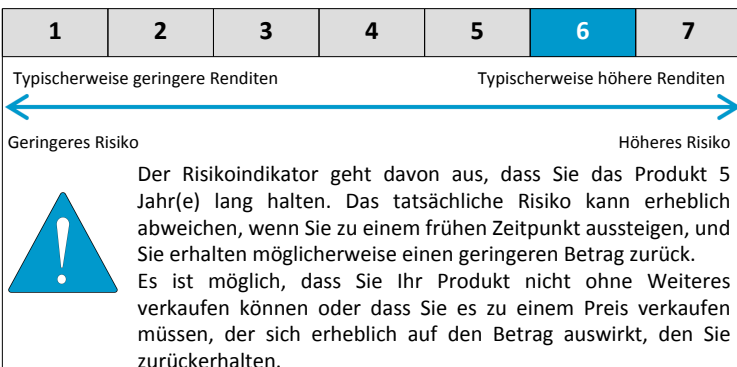 1 2 3 4 5 6 7
Typischerweise geringere Renditen Typischerweise höhere Renditen
Geringeres Risiko Höheres Risiko
Der Risikoindikator geht davon aus, dass Sie das Produkt 5
Jahr(e) lang halten. Das tatsächliche Risiko kann erheblich
abweichen, wenn Sie zu einem frühen Zeitpunkt aussteigen, und
Sie erhalten möglicherweise einen geringeren Betrag zurück.
Es ist möglich, dass Sie Ihr Produkt nicht ohne Weiteres
verkaufen können oder dass Sie es zu einem Preis verkaufen
müssen, der sich erheblich auf den Betrag auswirkt, den Sie
zurückerhalten.